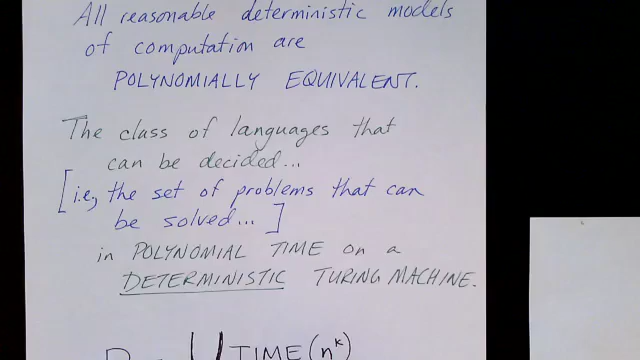 All reasonable deterministic models
of computation are
POLYNOMIALLY EQUIVALENT.
The class of languages that
can be decided...
[i.e, the set of problems that can
be solved...]
in POLYNOMIAL TIME on a
DETERMINISTIC TURING MACHINE.
TIME(n^k)